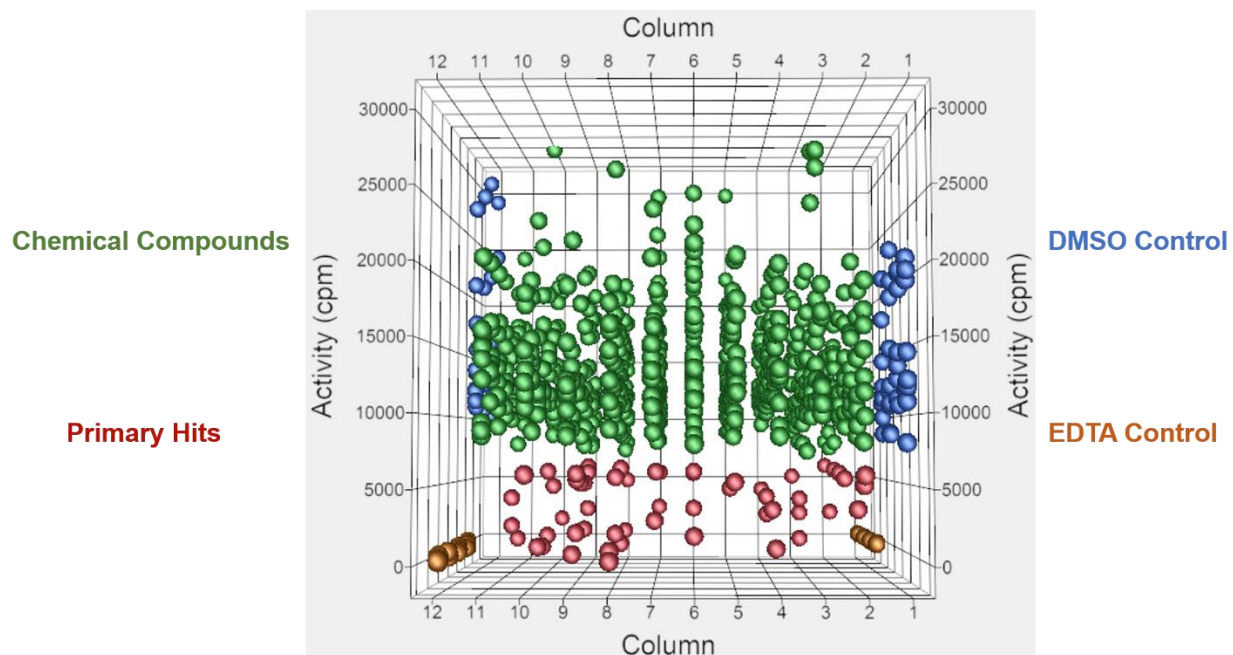 Column
12 11 10 9 8 7 6 5 4 3 2 1
30000 30000
25000 25000
Chemical Compounds DMSO Control
20000 20000
Activity (cpm) Activity (cpm)
15000 15000
10000 10000
Primary Hits EDTA Control
5000 5000
0 0
12 11 10 9 8 7 6 5 4 3 2 1
Column